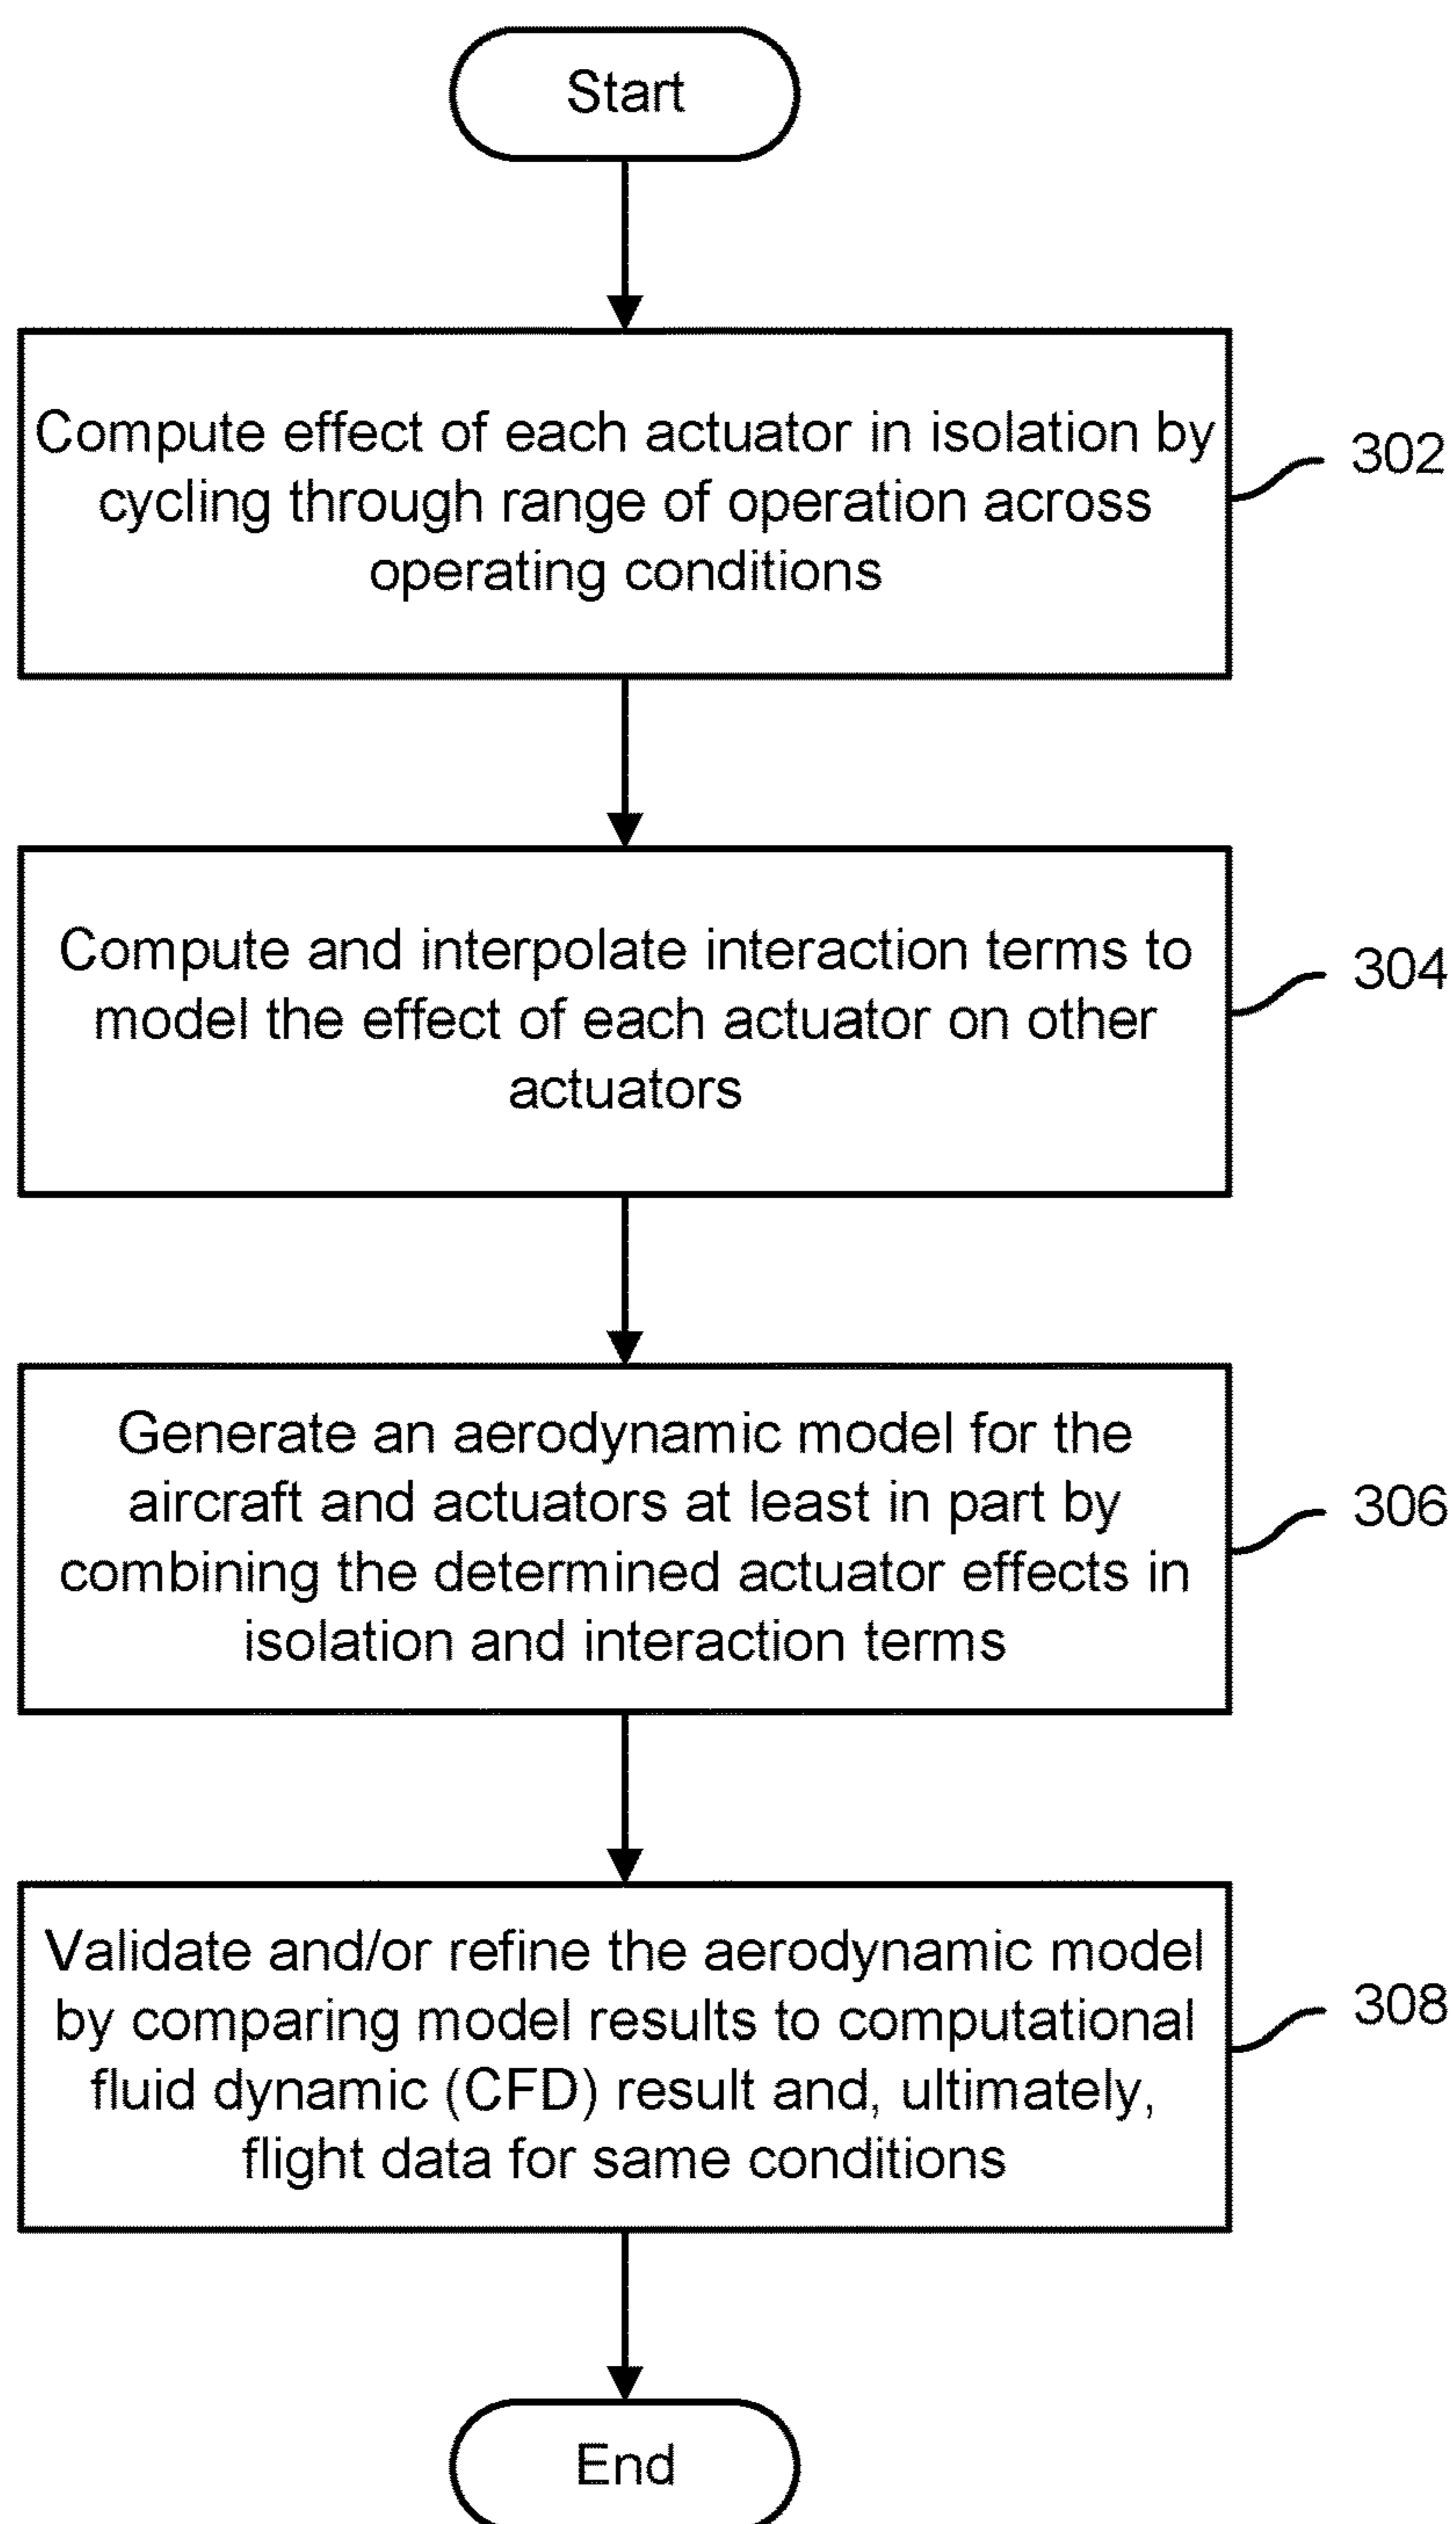 Start
Compute effect of each actuator in isolation by
cycling through range of operation across
operating conditions
302
Compute and interpolate interaction terms to
model the effect of each actuator on other
actuators
304
Generate an aerodynamic model for the
aircraft and actuators at least in part by
combining the determined actuator effects in
isolation and interaction terms
306
Validate and/or refine the aerodynamic model
by comparing model results to computational
fluid dynamic (CFD) result and, ultimately,
flight data for same conditions
308
End